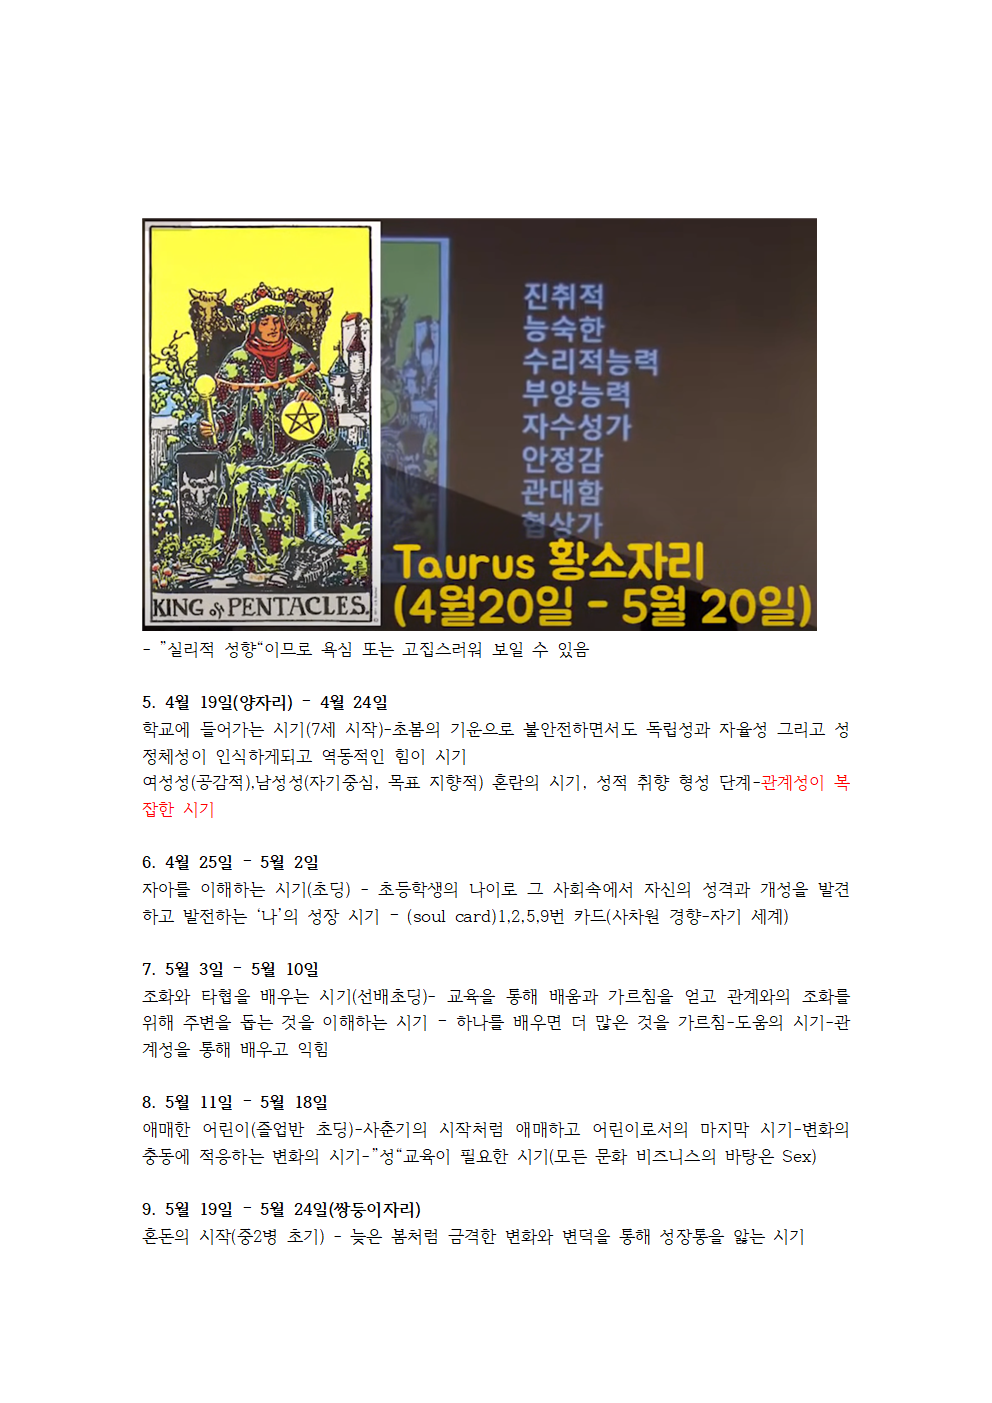 진취적
능숙한
수리적능력
부양능력
자수성가
안정감
관대함
협상가
KING of PENTACLES.
Taurus 황소자리
(4월20일 - 5월 20일)
- ”실리적 성향“이므로 욕심 또는 고집스러워 보일 수 있음
5. 4월 19일(양자리) - 4월 24일
학교에 들어가는 시기(7세 시작)-초봄의 기운으로 불안전하면서도 독립성과 자율성 그리고 성
정체성이 인식하게되고 역동적인 힘이 시기
여성성(공감적),남성성(자기중심, 목표 지향적) 혼란의 시기, 성적 취향 형성 단계-관계성이 복
잡한 시기
6. 4월 25일 - 5월 2일
자아를 이해하는 시기(초딩) - 초등학생의 나이로 그 사회속에서 자신의 성격과 개성을 발견
하고 발전하는 ‘나’의 성장 시기 - (soul card)1,2,5,9번 카드(사차원 경향-자기 세계)
7. 5월 3일 - 5월 10일
조화와 타협을 배우는 시기(선배초딩)- 교육을 통해 배움과 가르침을 얻고 관계와의 조화를
위해 주변을 돕는 것을 이해하는 시기 - 하나를 배우면 더 많은 것을 가르침-도움의 시기-관
계성을 통해 배우고 익힘
8. 5월 11일 - 5월 18일
애매한 어린이(졸업반 초딩)-사춘기의 시작처럼 애매하고 어린이로서의 마지막 시기-변화의
충동에 적응하는 변화의 시기-”성“교육이 필요한 시기(모든 문화 비즈니스의 바탕은 Sex)
9. 5월 19일 - 5월 24일(쌍둥이자리)
혼돈의 시작(중2병 초기) - 늦은 봄처럼 급격한 변화와 변덕을 통해 성장통을 앓는 시기